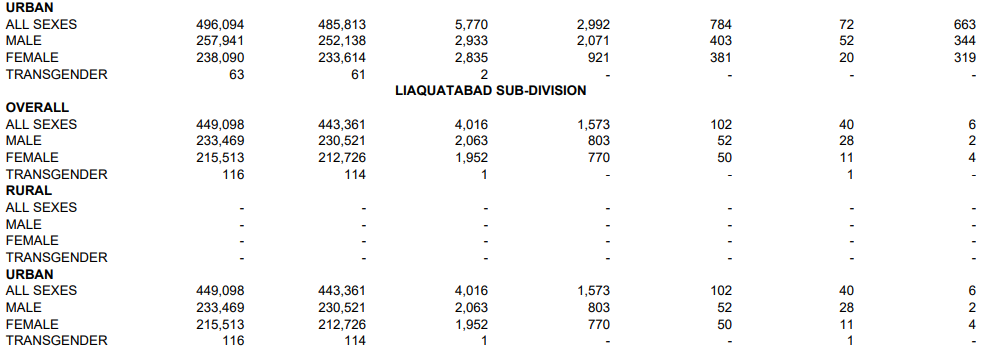 URBAN
ALL SEXES 496,094 485,813 5,770 2,992 784 72 663
MALE 257,941 252,138 2,933 2,071 403 52 344
FEMALE 238,090 233,614 2,835 921 381 20 319
TRANSGENDER 63 61 2 - - - -
LIAQUATABAD SUB-DIVISION
OVERALL
ALL SEXES 449,098 443,361 4,016 1,573 102 40 6
MALE 233,469 230,521 2,063 803 52 28 2
FEMALE 215,513 212,726 1,952 770 50 11 4
TRANSGENDER 116 114 1 - - 1 -
RURAL
ALL SEXES - - - - - - -
MALE - - - - - - -
FEMALE - - - - - - -
TRANSGENDER - - - - - - -
URBAN
ALL SEXES 449,098 443,361 4,016 1,573 102 40 6
MALE 233,469 230,521 2,063 803 52 28 2
FEMALE 215,513 212,726 1,952 770 50 11 4
TRANSGENDER 116 114 1 - - 1 -